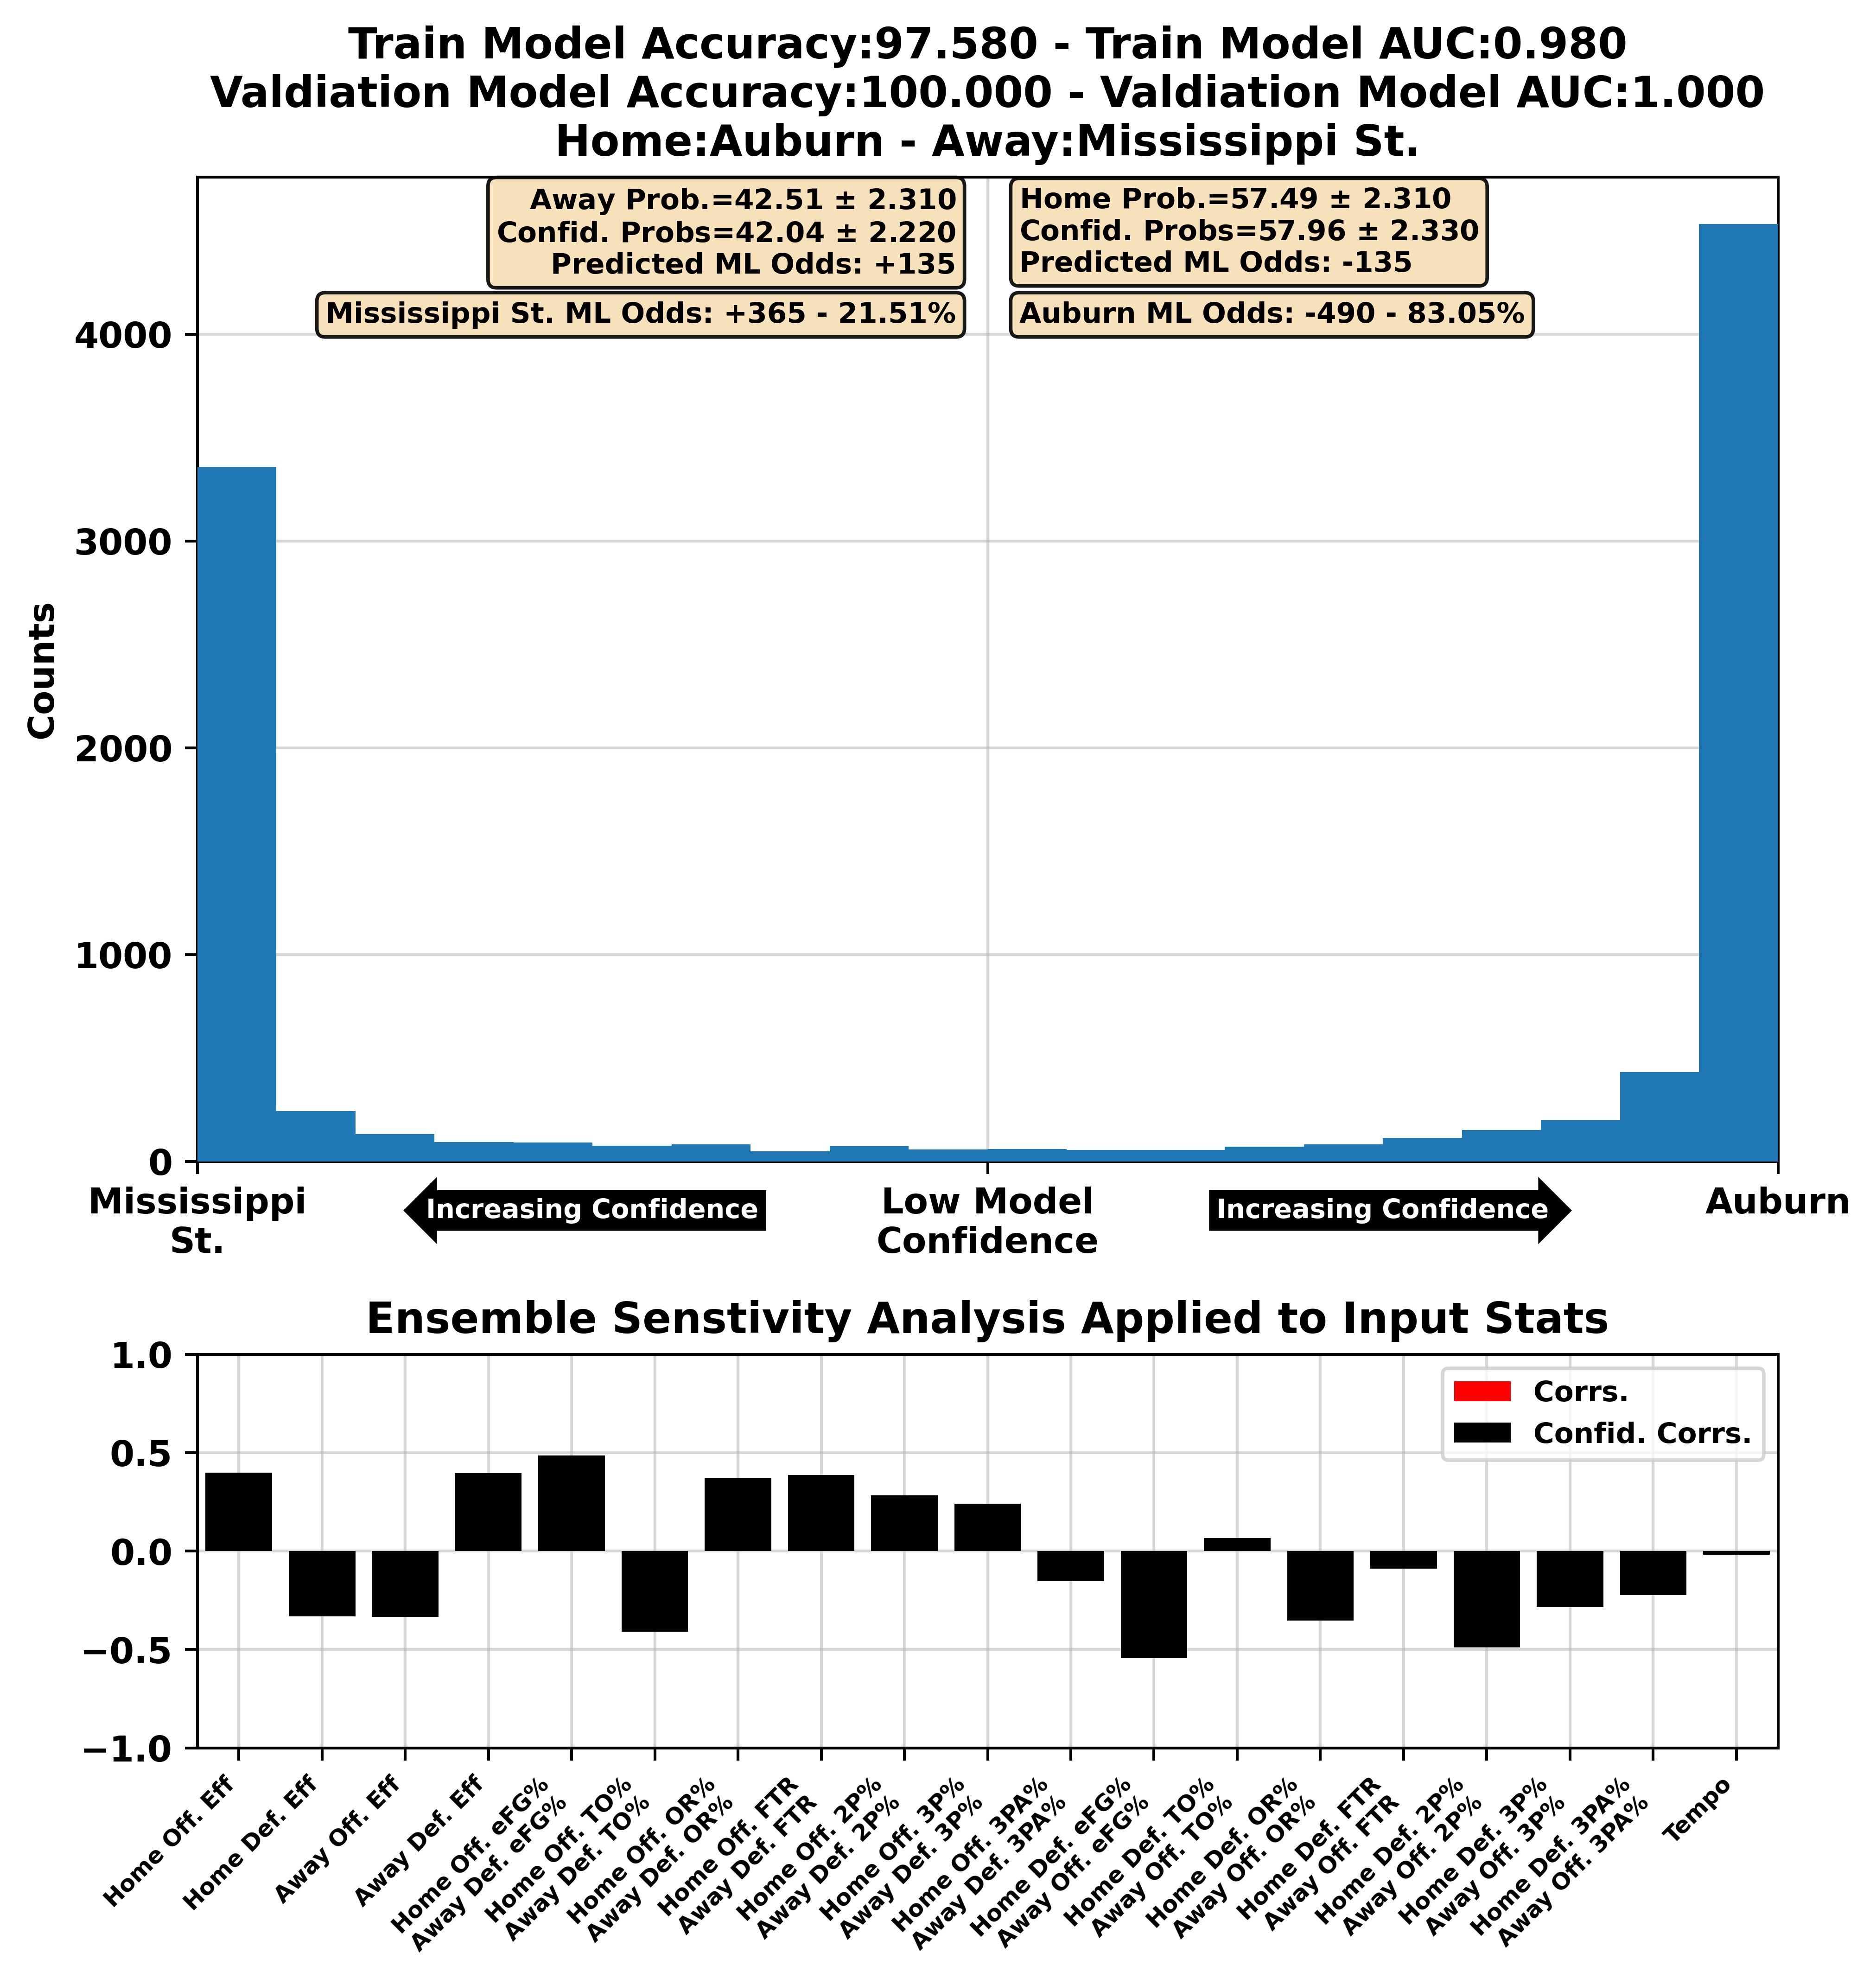 Train Model Accuracy:97.580 - Train Model AUC:0.980
Valdiation Model Accuracy:100.000 - Valdiation Model AUC:1.000
Home:Auburn - Away:Mississippi St.
Away Prob.=42.51 ± 2.310
Confid. Probs=42.04 ± 2.220
Predicted ML Odds: +135
Mississippi St. ML Odds: +365 - 21.51%
Home Prob.=57.49 ± 2.310
Confid. Probs=57.96 ± 2.330
Predicted ML Odds: -135
Auburn ML Odds: -490 - 83.05%
Counts
4000
3000
2000
1000
0
Mississippi
St.
Increasing Confidence
Low Model
Confidence
Increasing Confidence
Auburn
Ensemble Senstivity Analysis Applied to Input Stats
1.0
0.5
0.0
−0.5
−1.0
Corrs.
Confid. Corrs.
Home Off. Eff
Home Def. Eff
Away Off. Eff
Away Def. Eff
Home Off. eFG%
Away Def. eFG%
Home Off. TO%
Away Def. TO%
Home Off. OR%
Away Def. OR%
Home Off. FTR
Away Def. FTR
Home Off. 2P%
Away Def. 2P%
Home Off. 3P%
Away Def. 3P%
Home Off. 3PA%
Away Def. 3PA%
Home Def. eFG%
Away Off. eFG%
Home Def. TO%
Away Off. TO%
Home Def. OR%
Away Off. OR%
Home Def. FTR
Away Off. FTR
Home Def. 2P%
Away Off. 2P%
Home Def. 3P%
Away Off. 3P%
Home Def. 3PA%
Away Off. 3PA%
Tempo